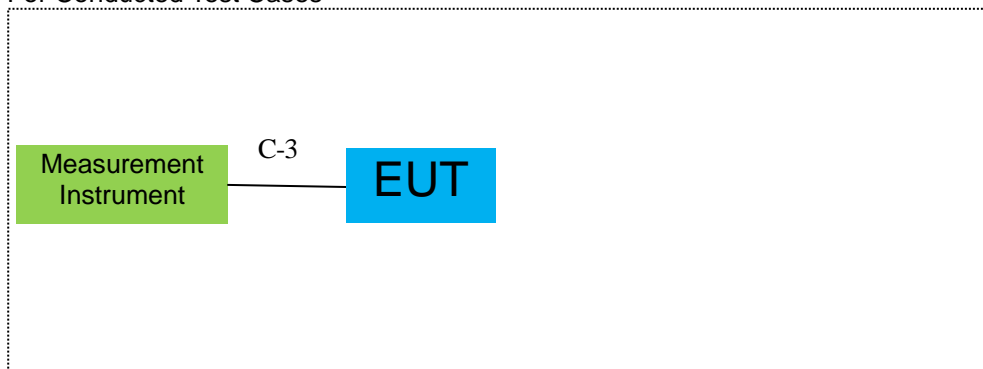 For Conducted Test Cases
C-3
Measurement
Instrument
EUT